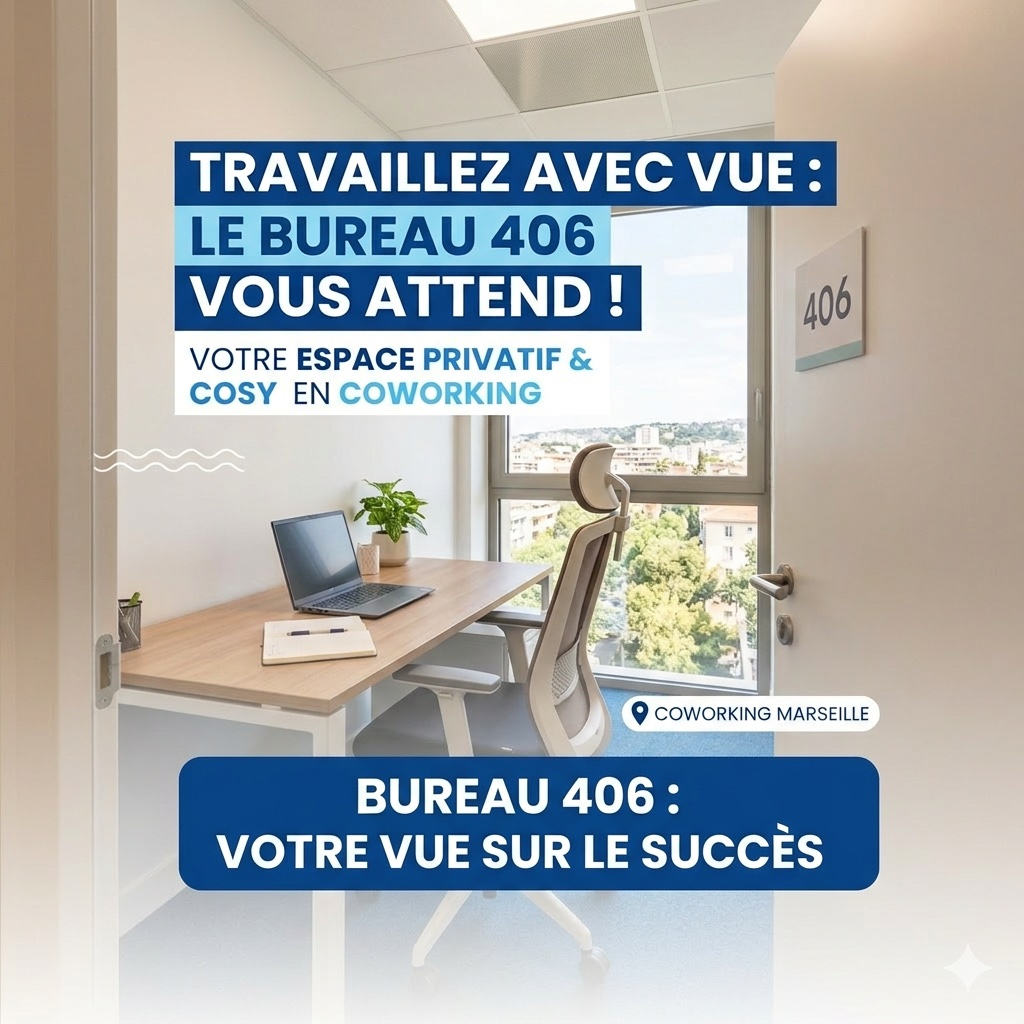 TRAVAILLEZ AVEC VUE :
LE BUREAU 406
VOUS ATTEND !
VOTRE ESPACE PRIVATIF &
COSY EN COWORKING
406
COWORKING MARSEILLE
BUREAU 406 :
VOTRE VUE SUR LE SUCCÈS